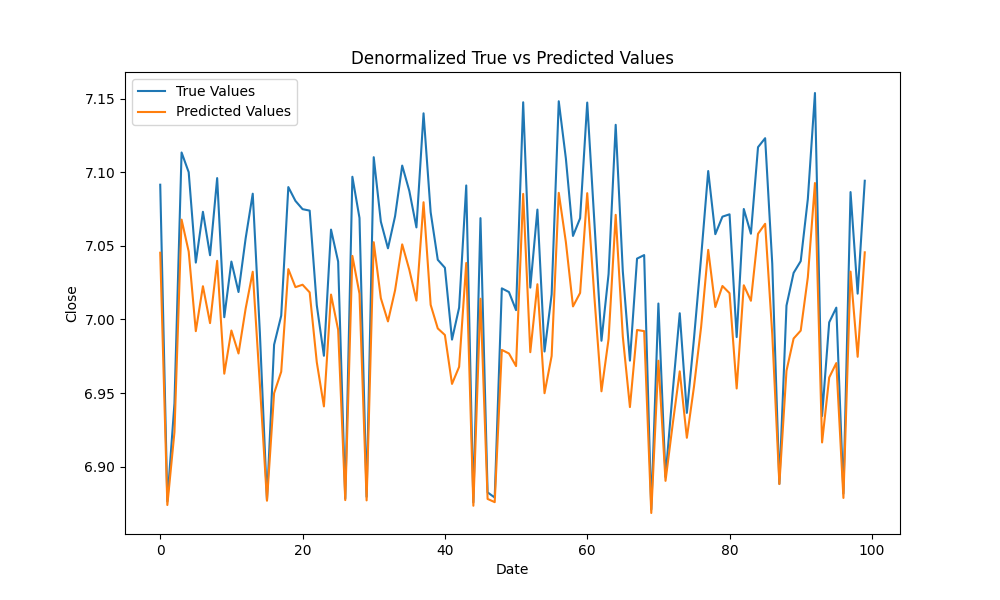 Denormalized True vs Predicted Values
True Values
Predicted Values
7.15
7.10
7.05
7.00
6.95
6.90
Close
0 20 40 60 80 100
Date